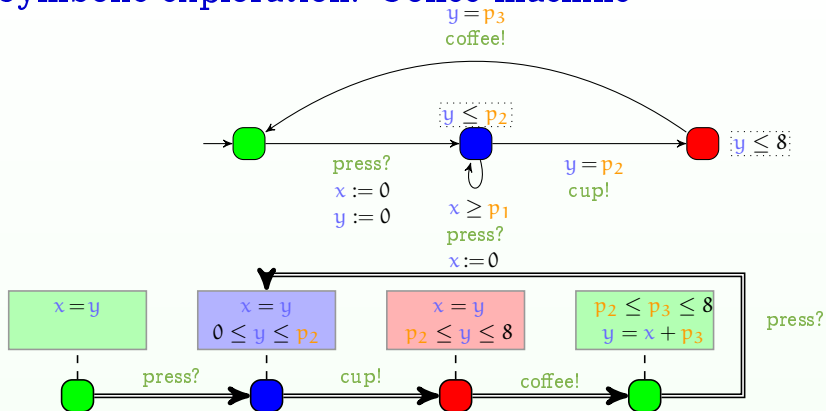 Symbolic exploration: Coffee machine
y = p₃
coffee!
y ≤ p₂
y ≤ 8
press?
x := 0
y := 0
y = p₂
cup!
x ≥ p₁
press?
x := 0
x = y
x = y
0 ≤ y ≤ p₂
x = y
p₂ ≤ y ≤ 8
p₂ ≤ p₃ ≤ 8
y = x + p₃
press?
press?
cup!
coffee!